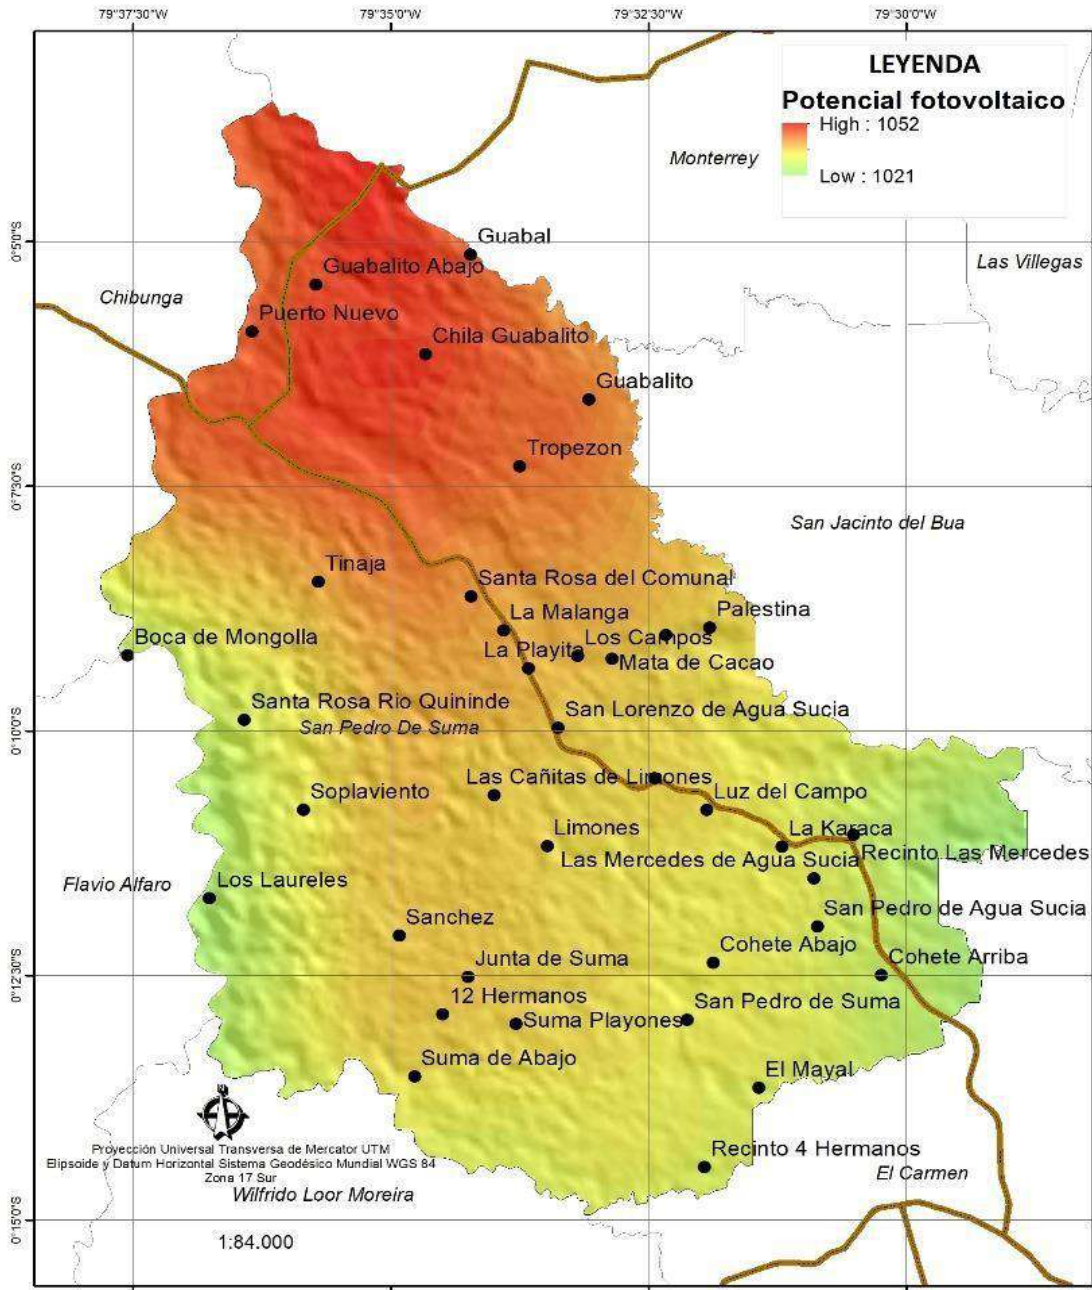 79°37'30"W
79°35'0"W
79°32'30"W
79°30'0"W
LEYENDA
Potencial fotovoltaico
High : 1052
Low : 1021
Monterrey
Guabal
0°5'0"S
Las Villegas
Guabalito Abajo
Chibunga
Puerto Nuevo
Chila Guabalito
Guabalito
Tropezon
0°7'30"S
San Jacinto del Bua
Tinaja
Santa Rosa del Comunal
La Malanga
Palestina
Boca de Mongolla
Los Campos
La Playita
Mata de Cacao
Santa Rosa Rio Quininde
San Lorenzo de Agua Sucia
San Pedro De Suma
0°10'0"S
Las Cañitas de Limones
Soplaviento
Luz del Campo
Limones
La Karaca
Las Mercedes de Agua Sucia
Recinto Las Mercedes
Flavio Alfaro
Los Laureles
San Pedro de Agua Sucia
Sanchez
Cohete Abajo
Junta de Suma
Cohete Arriba
0°12'30"S
12 Hermanos
San Pedro de Suma
Suma Playones
Suma de Abajo
El Mayal
Proyección Universal Transversa de Mercator UTM
Elipsoide y Datum Horizontal Sistema Geodésico Mundial WGS 84
Zona 17 Sur
Recinto 4 Hermanos
El Carmen
Wilfrido Loor Moreira
0°15'0"S
1:84.000